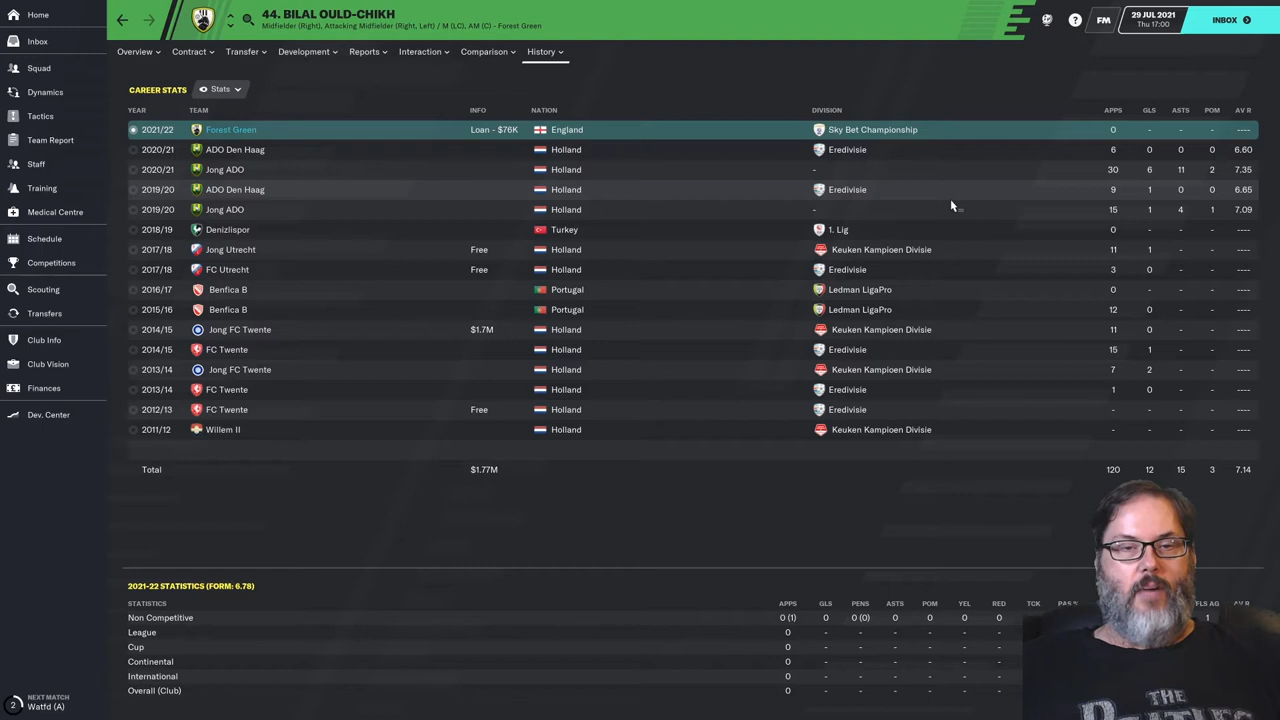 Home
Inbox
Squad
Dynamics
Tactics
Team Report
Staff
Training
Medical Centre
Schedule
Competitions
Scouting
Transfers
Club Info
Club Vision
Finances
Dev. Center
2 NEXT MATCH
Watfd (A)
44. BILAL OULD-CHIKH
Midfielder (Right), Attacking Midfielder (Right, Left) / M (LC), AM (C) - Forest Green
? FM 29 JUL 2021
Thu 17:00
INBOX
Overview Contract Transfer Development Reports Interaction Comparison History
CAREER STATS Stats
YEAR TEAM INFO NATION DIVISION APPS GLS ASTS POM AV R
2021/22 Forest Green Loan - $76K England Sky Bet Championship 0 - - - ----
2020/21 ADO Den Haag Holland Eredivisie 6 0 0 0 6.60
2020/21 Jong ADO Holland - 30 6 11 2 7.35
2019/20 ADO Den Haag Holland Eredivisie 9 1 0 0 6.65
2019/20 Jong ADO Holland - 15 1 4 1 7.09
2018/19 Denizlispor Turkey 1. Lig 0 - - - ----
2017/18 Jong Utrecht Free Holland Keuken Kampioen Divisie 11 1 - - ----
2017/18 FC Utrecht Free Holland Eredivisie 3 0 - - ----
2016/17 Benfica B Portugal Ledman LigaPro 0 - - - ----
2015/16 Benfica B Portugal Ledman LigaPro 12 0 - - ----
2014/15 Jong FC Twente $1.7M Holland Keuken Kampioen Divisie 11 0 - - ----
2014/15 FC Twente Holland Eredivisie 15 1 - - ----
2013/14 Jong FC Twente Holland Keuken Kampioen Divisie 7 2 - - ----
2013/14 FC Twente Holland Eredivisie 1 0 - - ----
2012/13 FC Twente Free Holland Eredivisie - - - - ----
2011/12 Willem II Holland Keuken Kampioen Divisie - - - - ----
Total $1.77M 120 12 15 3 7.14
2021-22 STATISTICS (FORM: 6.78)
STATISTICS APPS GLS PENS ASTS POM YEL RED TCK PAS % FLS AG AV R
Non Competitive 0 (1) 0 0 (0) 0 0 0 0 1
League 0 - - - - - -
Cup 0 - - - - - -
Continental 0 - - - - - -
International 0 - - - - - -
Overall (Club) 0 - - - - - -
THE